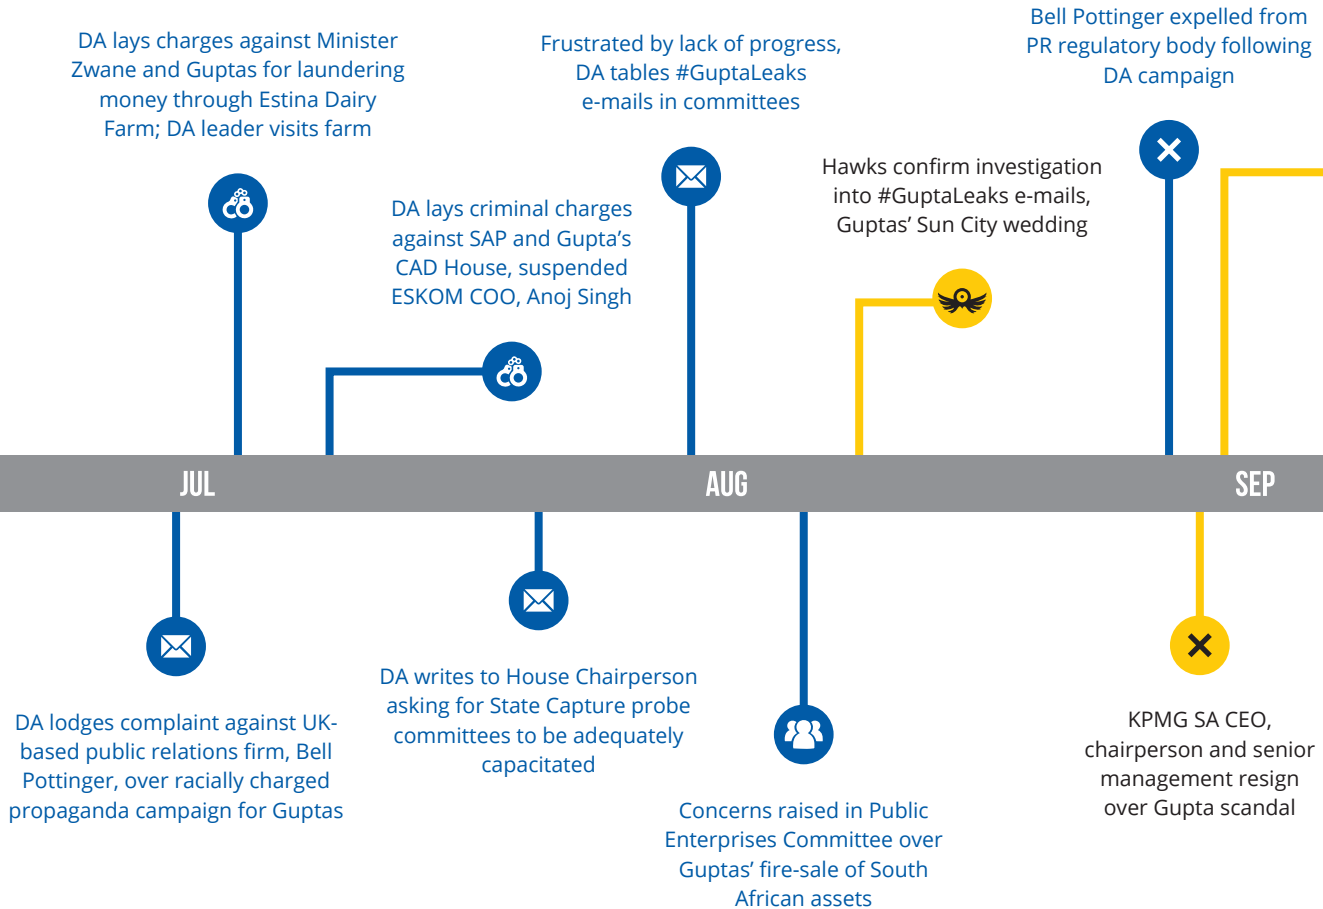 DA lays charges against Minister
Zwane and Guptas for laundering
money through Estina Dairy
Farm; DA leader visits farm
DA lays criminal charges
against SAP and Gupta’s
CAD House, suspended
ESKOM COO, Anoj Singh
Frustrated by lack of progress,
DA tables #GuptaLeaks
e-mails in committees
Hawks confirm investigation
into #GuptaLeaks e-mails,
Guptas’ Sun City wedding
Bell Pottinger expelled from
PR regulatory body following
DA campaign
JUL
AUG
SEP
DA lodges complaint against UK-
based public relations firm, Bell
Pottinger, over racially charged
propaganda campaign for Guptas
DA writes to House Chairperson
asking for State Capture probe
committees to be adequately
capacitated
Concerns raised in Public
Enterprises Committee over
Guptas’ fire-sale of South
African assets
KPMG SA CEO,
chairperson and senior
management resign
over Gupta scandal